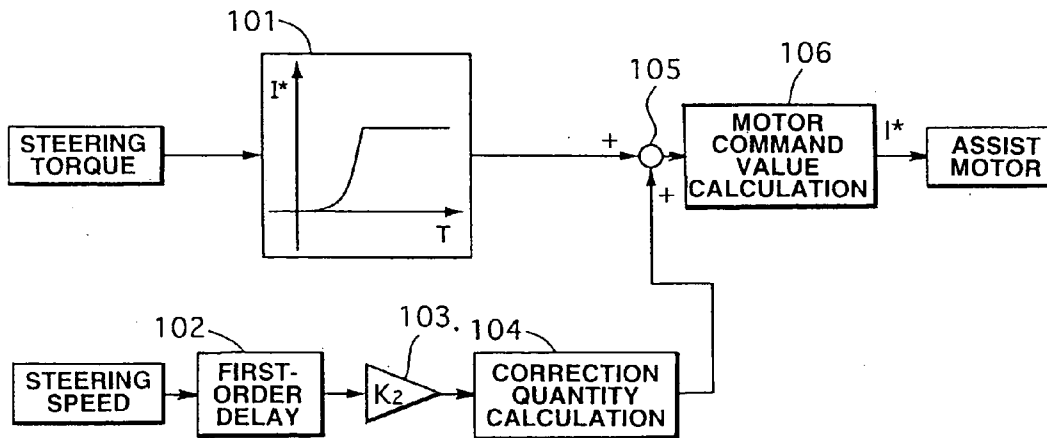 101
I*
T
STEERING
TORQUE
+
105
+
106
MOTOR
COMMAND
VALUE
CALCULATION
I*
ASSIST
MOTOR
STEERING
SPEED
102
FIRST-
ORDER
DELAY
103.
K2
104
CORRECTION
QUANTITY
CALCULATION